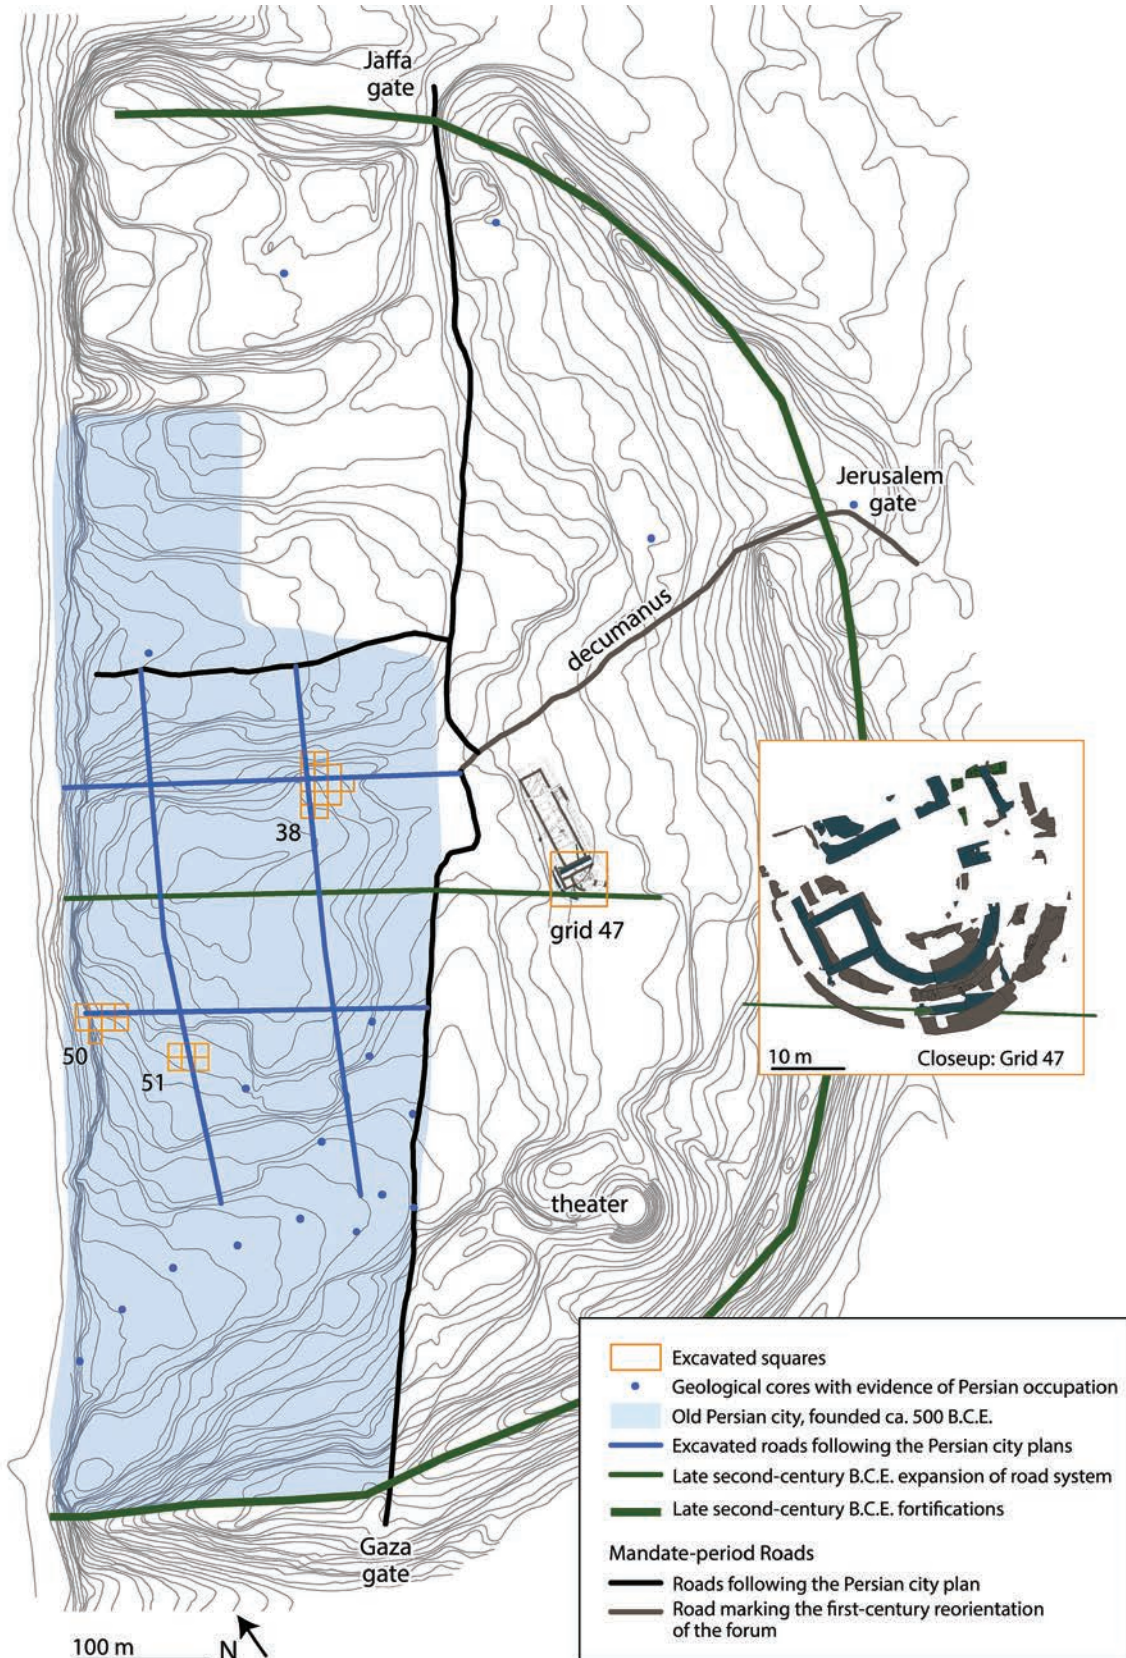 Jaffa
gate
Jerusalem
gate
decumanus
38
grid 47
50
51
10 m
Closeup: Grid 47
theater
Gaza
gate
100 m
N
Excavated squares
Geological cores with evidence of Persian occupation
Old Persian city, founded ca. 500 B.C.E.
Excavated roads following the Persian city plans
Late second-century B.C.E. expansion of road system
Late second-century B.C.E. fortifications
Mandate-period Roads
Roads following the Persian city plan
Road marking the first-century reorientation
of the forum